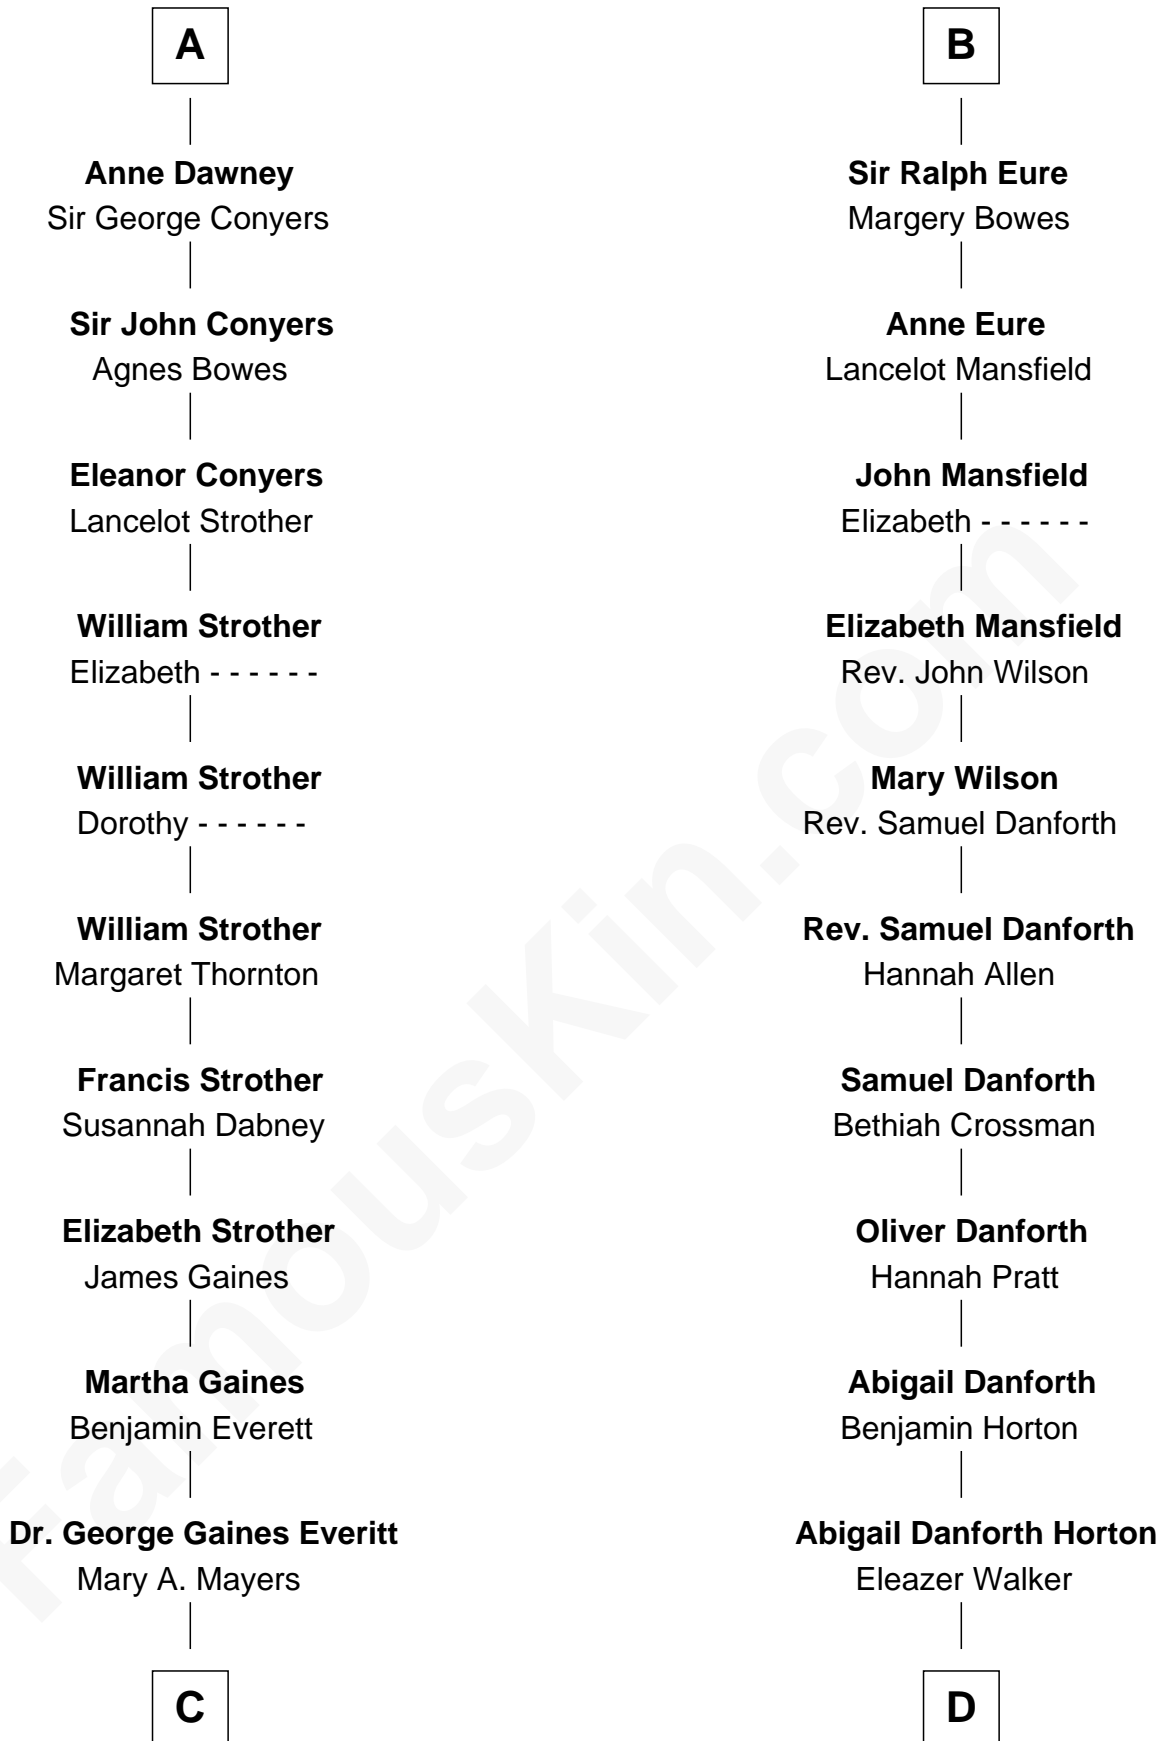 A
Anne Dawney
Sir George Conyers
Sir John Conyers
Agnes Bowes
Eleanor Conyers
Lancelot Strother
William Strother
Elizabeth - - - - - -
William Strother
Dorothy - - - - - -
William Strother
Margaret Thornton
Francis Strother
Susannah Dabney
Elizabeth Strother
James Gaines
Martha Gaines
Benjamin Everett
Dr. George Gaines Everitt
Mary A. Mayers
C
B
Sir Ralph Eure
Margery Bowes
Anne Eure
Lancelot Mansfield
John Mansfield
Elizabeth - - - - - -
Elizabeth Mansfield
Rev. John Wilson
Mary Wilson
Rev. Samuel Danforth
Rev. Samuel Danforth
Hannah Allen
Samuel Danforth
Bethiah Crossman
Oliver Danforth
Hannah Pratt
Abigail Danforth
Benjamin Horton
Abigail Danforth Horton
Eleazer Walker
D
FamousKin.com